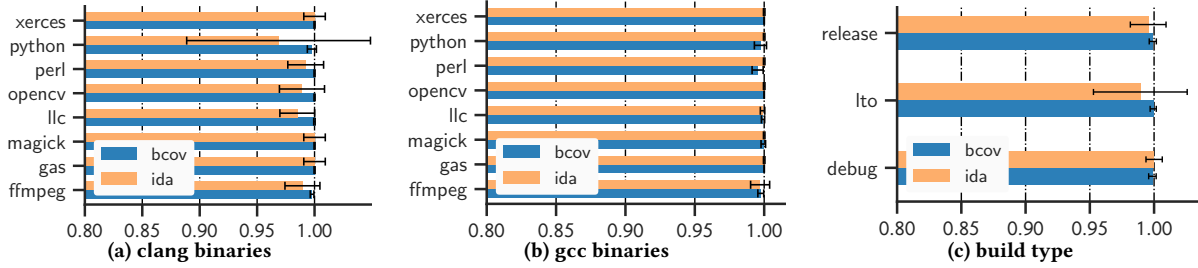 xerces
python
perl
opencv
llc
magick
gas
ffmpeg
bcov
ida
0.80 0.85 0.90 0.95 1.00
(a) clang binaries
xerces
python
perl
opencv
llc
magick
gas
ffmpeg
bcov
ida
0.80 0.85 0.90 0.95 1.00
(b) gcc binaries
release
lto
debug
bcov
ida
0.80 0.85 0.90 0.95 1.00
(c) build type